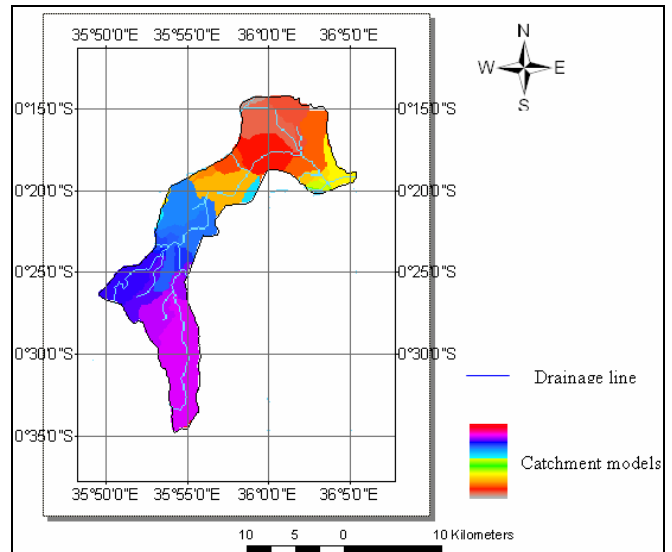 35°50'0"E 35°55'0"E 36°0'0"E 36°5'0"E
N
W E
S
0°15'0"S 0°15'0"S
0°20'0"S 0°20'0"S
0°25'0"S 0°25'0"S
0°30'0"S 0°30'0"S
0°35'0"S 0°35'0"S
Drainage line
Catchment models
35°50'0"E 35°55'0"E 36°0'0"E 36°5'0"E
10 5 0 10 Kilometers